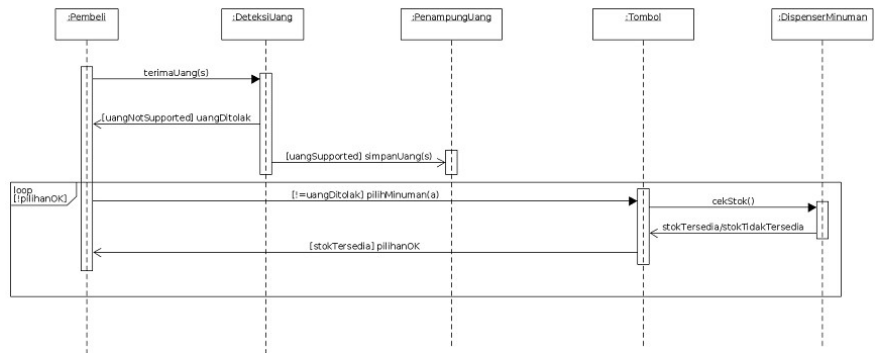 :Pembeli
:DeteksiUang
:PenampungUang
:Tombol
:DispenserMinuman
terimaUang(s)
[uangNotSupported] uangDitolak
[uangSupported] simpanUang(s)
loop
[!pilihanOK]
[!=uangDitolak] pilihMinuman(a)
cekStok()
stokTersedia/stokTidakTersedia
[stokTersedia] pilihanOK